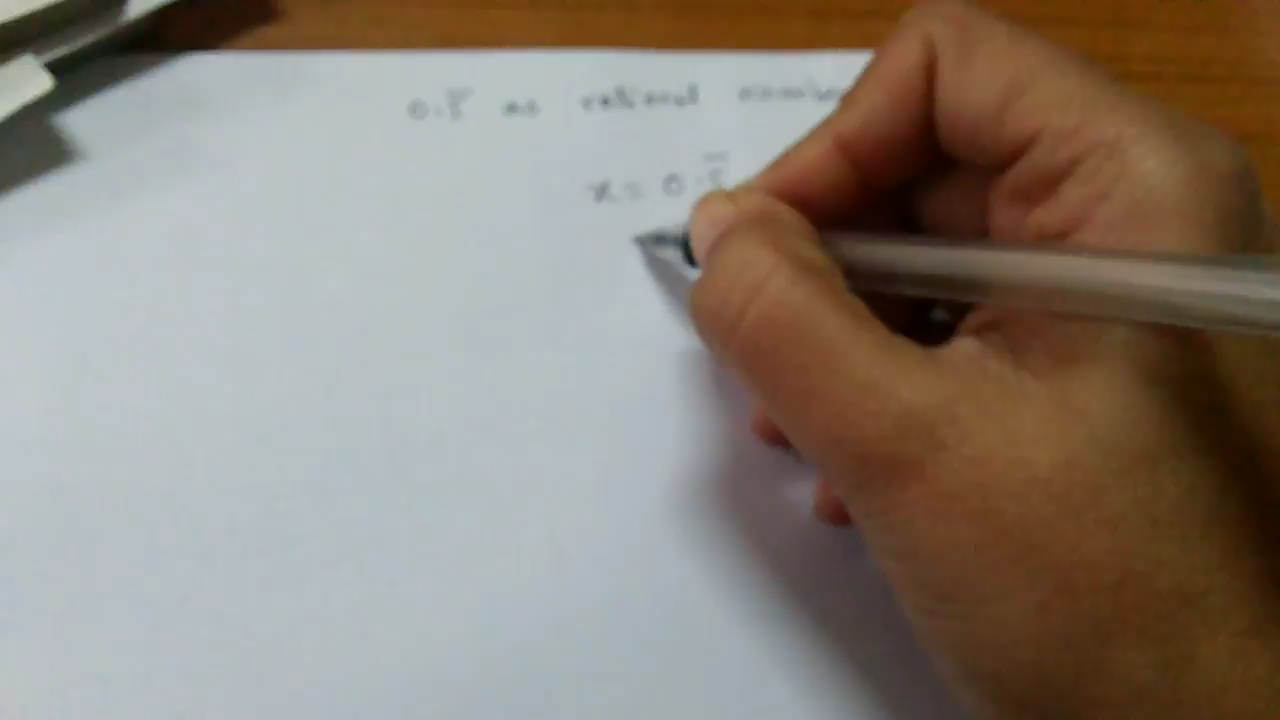 0.5̅ as rational number
x = 0.5̅